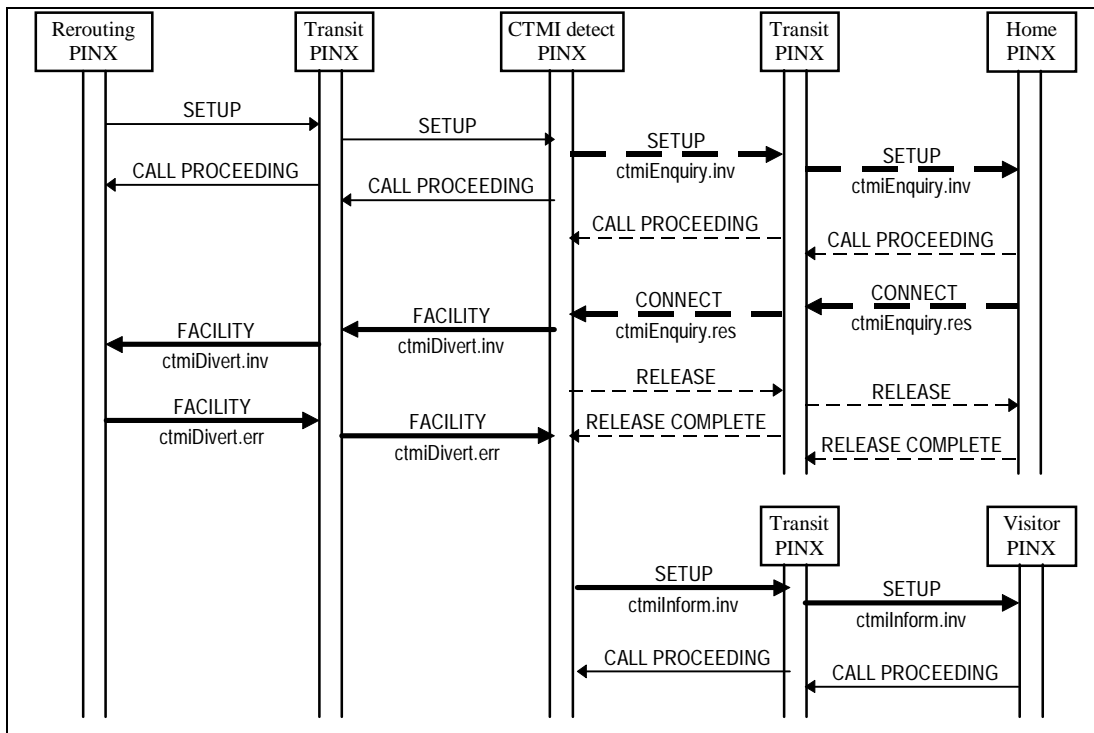 Rerouting
PINX
Transit
PINX
CTMI detect
PINX
Transit
PINX
Home
PINX
SETUP
SETUP
SETUP
ctmiEnquiry.inv
SETUP
ctmiEnquiry.inv
CALL PROCEEDING
CALL PROCEEDING
CALL PROCEEDING
CALL PROCEEDING
CONNECT
ctmiEnquiry.res
CONNECT
ctmiEnquiry.res
FACILITY
ctmiDivert.inv
FACILITY
ctmiDivert.inv
RELEASE
RELEASE
FACILITY
ctmiDivert.err
FACILITY
ctmiDivert.err
RELEASE COMPLETE
RELEASE COMPLETE
Transit
PINX
Visitor
PINX
SETUP
ctmiInform.inv
SETUP
ctmiInform.inv
CALL PROCEEDING
CALL PROCEEDING